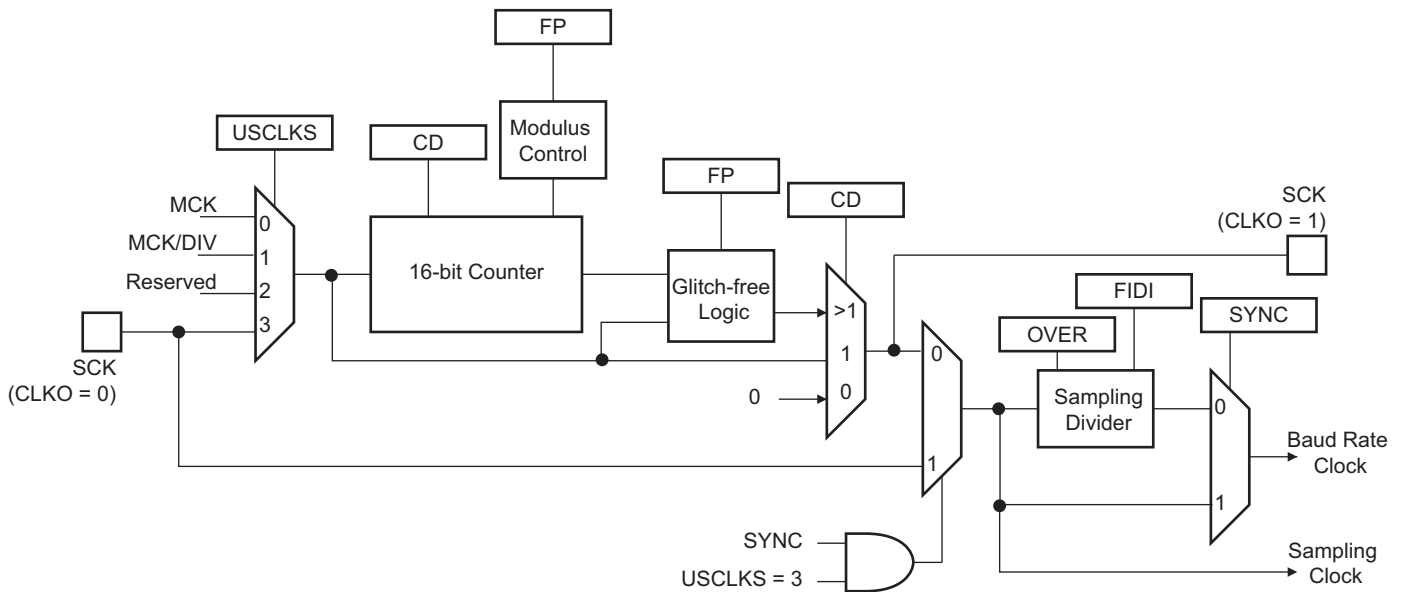 FP
Modulus
Control
USCLKS
CD
FP
CD
SCK
(CLKO = 1)
MCK
0
MCK/DIV
1
Reserved
2
3
16-bit Counter
Glitch-free
Logic
>1
1
0
0
SCK
(CLKO = 0)
0
1
FIDI
OVER
SYNC
Sampling
Divider
0
1
Baud Rate
Clock
SYNC
USCLKS = 3
Sampling
Clock